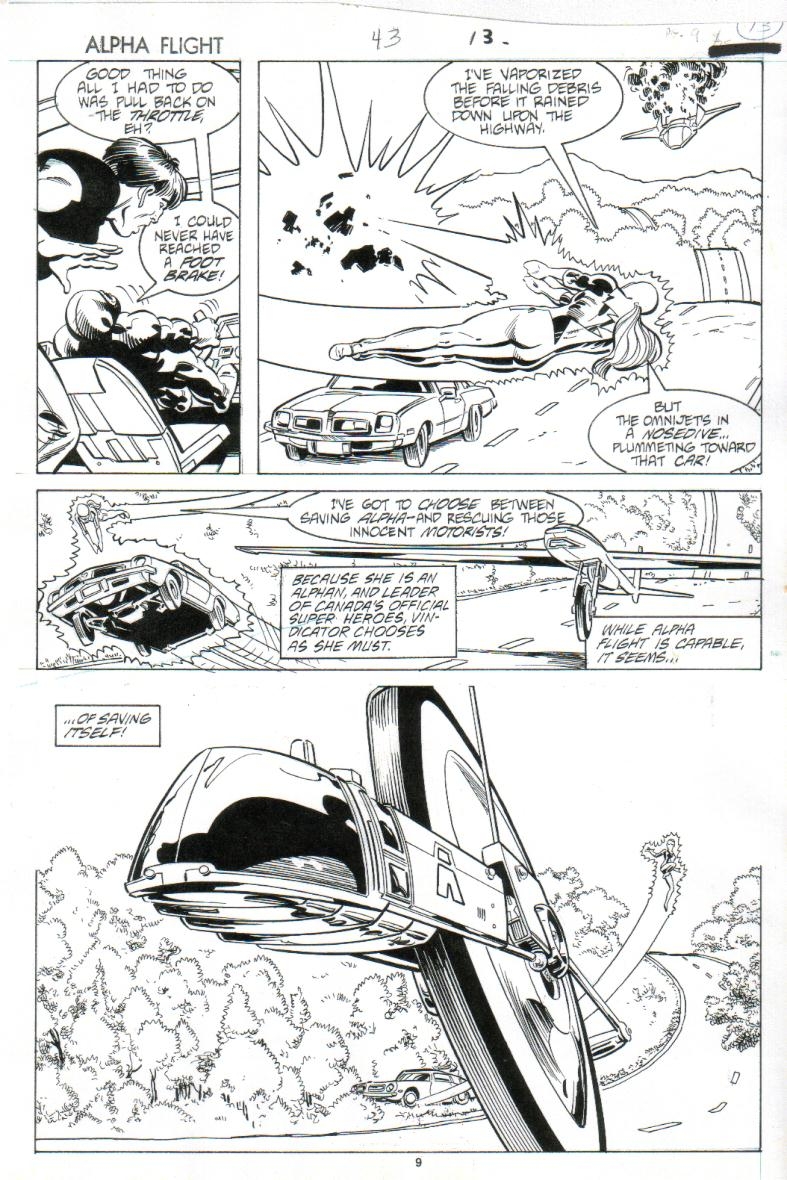 ALPHA FLIGHT
43
13-
13
GOOD THING
ALL I HAD TO DO
WAS PULL BACK ON
THE THROTTLE,
EH?
I COULD
NEVER HAVE
REACHED
A FOOT
BRAKE!
I'VE VAPORIZED
THE FALLING DEBRIS
BEFORE IT RAINED
DOWN UPON THE
HIGHWAY.
BUT
THE OMNIJET'S IN
A NOSEDIVE...
PLUMMETING TOWARD
THAT CAR!
I'VE GOT TO CHOOSE BETWEEN
SAVING ALPHA--AND RESCUING THOSE
INNOCENT MOTORISTS!
BECAUSE SHE IS AN
ALPHAN, AND LEADER
OF CANADA'S OFFICIAL
SUPER HEROES, VIN-
DICATOR CHOOSES
AS SHE MUST.
WHILE ALPHA
FLIGHT IS CAPABLE,
IT SEEMS...
...OF SAVING
ITSELF!
9